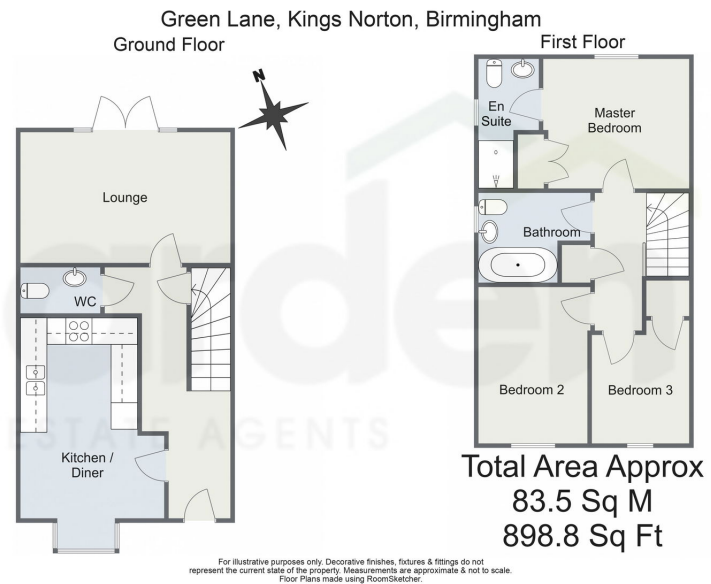 Green Lane, Kings Norton, Birmingham
Ground Floor
First Floor
N
En
Suite
Master
Bedroom
Lounge
Bathroom
WC
Bedroom 2
Bedroom 3
Kitchen /
Diner
arden
ESTATE AGENTS
Total Area Approx
83.5 Sq M
898.8 Sq Ft
For illustrative purposes only. Decorative finishes, fixtures & fittings do not
represent the current state of the property. Measurements are approximate & not to scale.
Floor Plans made using RoomSketcher.